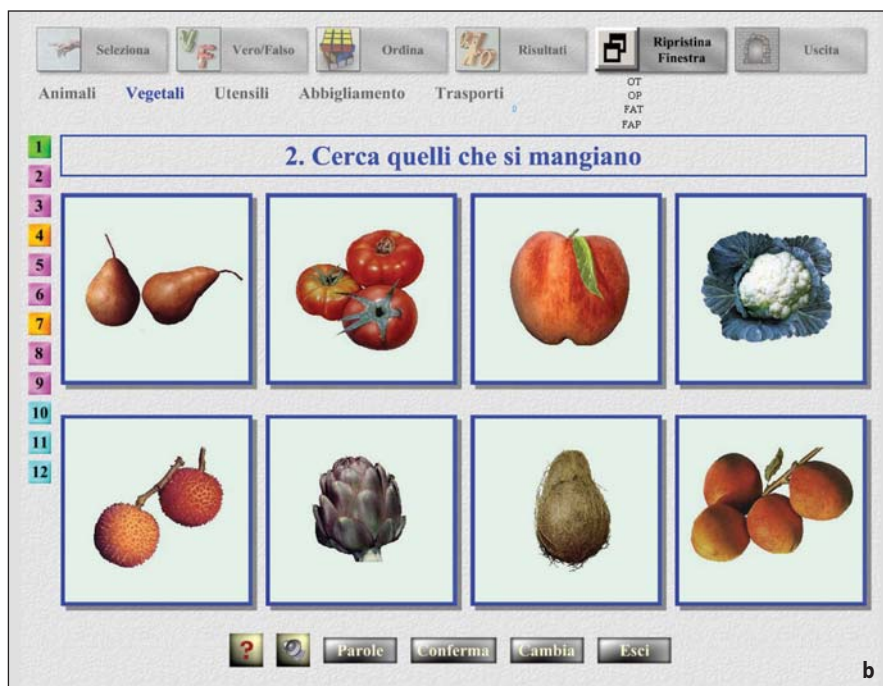 Seleziona
Vero/Falso
Ordina
Risultati
Ripristina
Finestra
Uscita
Animali Vegetali Utensili Abbigliamento Trasporti
0
OT
OP
FAT
FAP
2. Cerca quelli che si mangiano
1
2
3
4
5
6
7
8
9
10
11
12
? Parole Conferma Cambia Esci
b